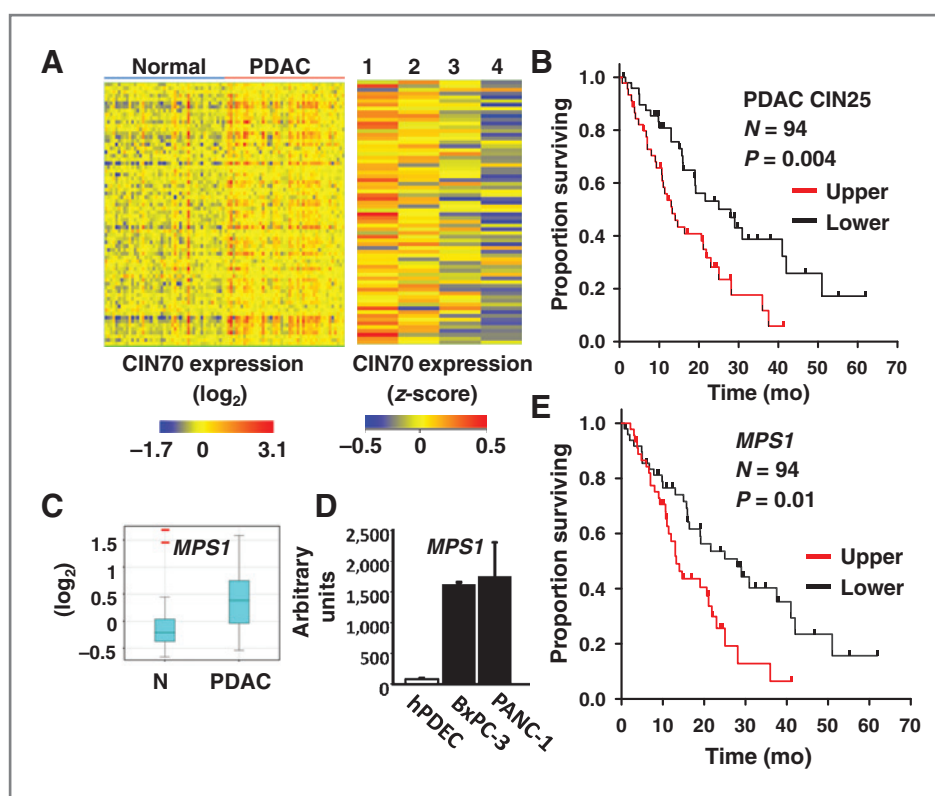 A
Normal PDAC
CIN70 expression
(log2)
−1.7 0 3.1
1 2 3 4
CIN70 expression
(z-score)
−0.5 0 0.5
B
PDAC CIN25
N = 94
P = 0.004
Upper
Lower
Proportion surviving
1.0
0.8
0.6
0.4
0.2
0.0
0 10 20 30 40 50 60 70
Time (mo)
C
MPS1
(log2)
1.5
1
0.5
0
−0.5
N PDAC
D
MPS1
Arbitrary
units
2,500
2,000
1,500
1,000
500
0
hPDEC
BxPC-3
PANC-1
E
MPS1
N = 94
P = 0.01
Upper
Lower
Proportion surviving
1.0
0.8
0.6
0.4
0.2
0.0
0 10 20 30 40 50 60 70
Time (mo)